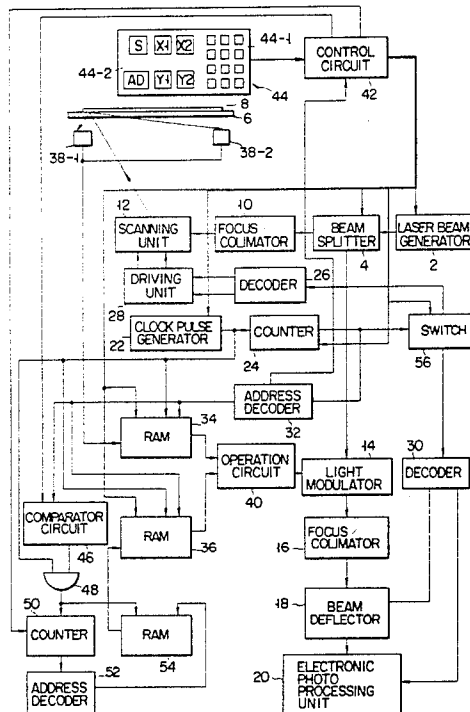 44-1
S X1 X2
44-2
AD Y1 Y2
44
CONTROL CIRCUIT
42
8
6
38-1
38-2
12
SCANNING UNIT
10
FOCUS COLIMATOR
BEAM SPLITTER
4
LASER BEAM GENERATOR
2
DRIVING UNIT
28
DECODER
26
22
CLOCK PULSE GENERATOR
COUNTER
24
SWITCH
56
ADDRESS DECODER
32
RAM
34
OPERATION CIRCUIT
40
14
LIGHT MODULATOR
30
DECODER
COMPARATOR CIRCUIT
46
RAM
36
FOCUS COLIMATOR
16
48
50
COUNTER
RAM
54
BEAM DEFLECTOR
18
ADDRESS DECODER
52
20
ELECTRONIC PHOTO PROCESSING UNIT